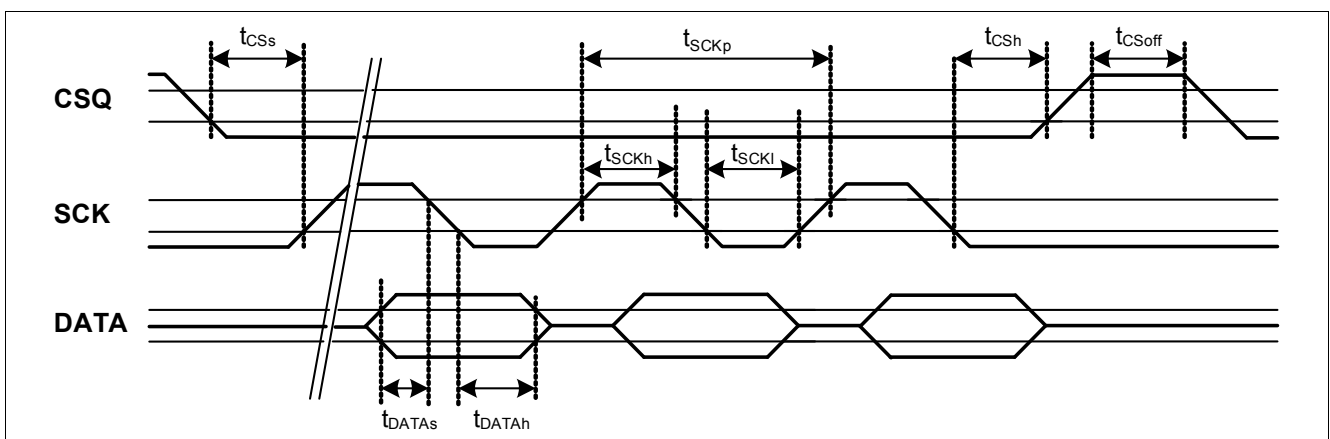 tCSs
tSCKp
tCSh
tCSoff
CSQ
tSCKh
tSCKl
SCK
DATA
tDATAs
tDATAh